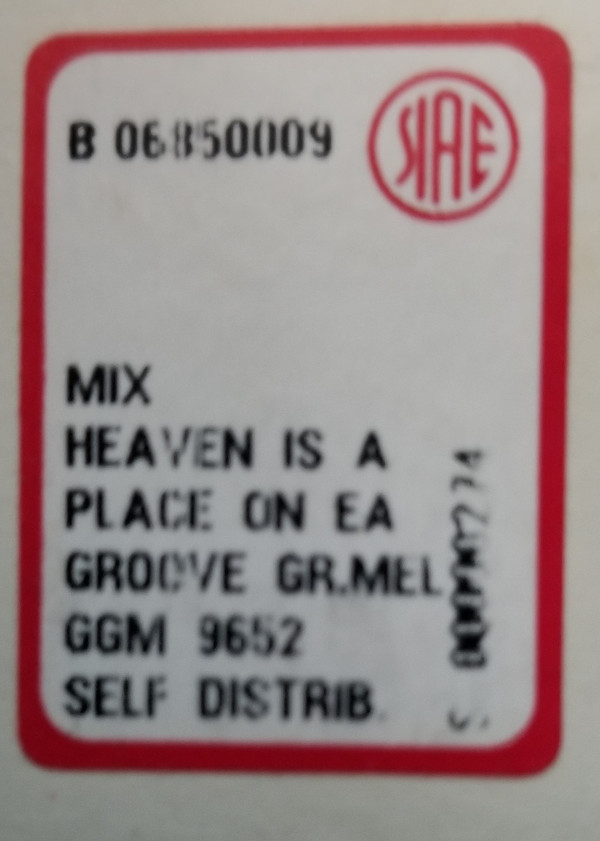 B 06850009
SIAE
MIX
HEAVEN IS A
PLACE ON EA
GROOVE GR.MEL
GGM 9652
SELF DISTRIB.